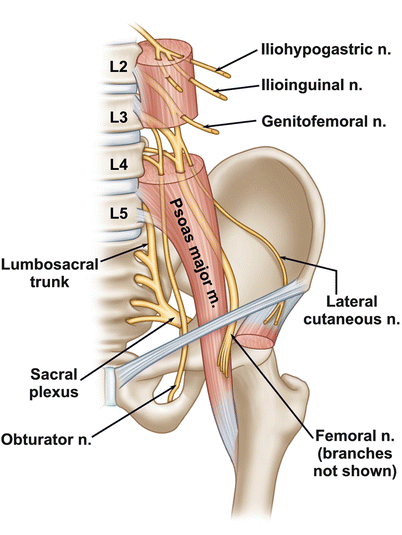 Iliohypogastric n.
L2
Ilioinguinal n.
L3
Genitofemoral n.
L4
Psoas major m.
L5
Lumbosacral
trunk
Lateral
cutaneous n.
Sacral
plexus
Obturator n.
Femoral n.
(branches
not shown)